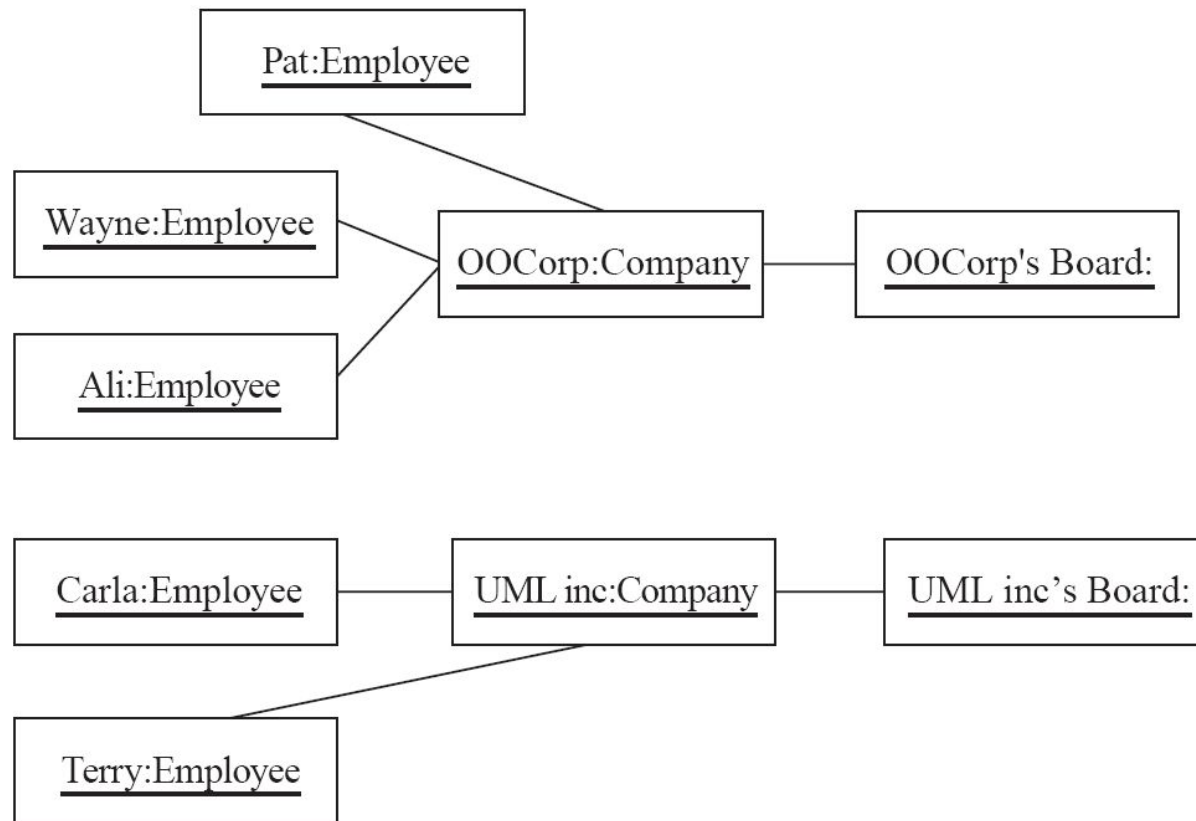 Pat:Employee
Wayne:Employee
OOCorp:Company
OOCorp's Board:
Ali:Employee
Carla:Employee
UML inc:Company
UML inc’s Board:
Terry:Employee